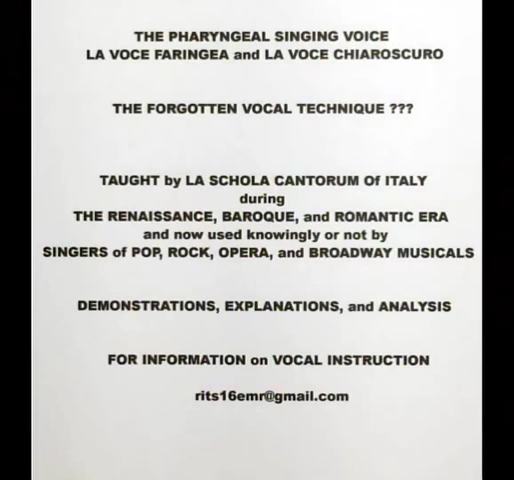 THE PHARYNGEAL SINGING VOICE
LA VOCE FARINGEA and LA VOCE CHIAROSCURO
THE FORGOTTEN VOCAL TECHNIQUE ???
TAUGHT by LA SCHOLA CANTORUM Of ITALY
during
THE RENAISSANCE, BAROQUE, and ROMANTIC ERA
and now used knowingly or not by
SINGERS of POP, ROCK, OPERA, and BROADWAY MUSICALS
DEMONSTRATIONS, EXPLANATIONS, and ANALYSIS
FOR INFORMATION on VOCAL INSTRUCTION
rits16emr@gmail.com